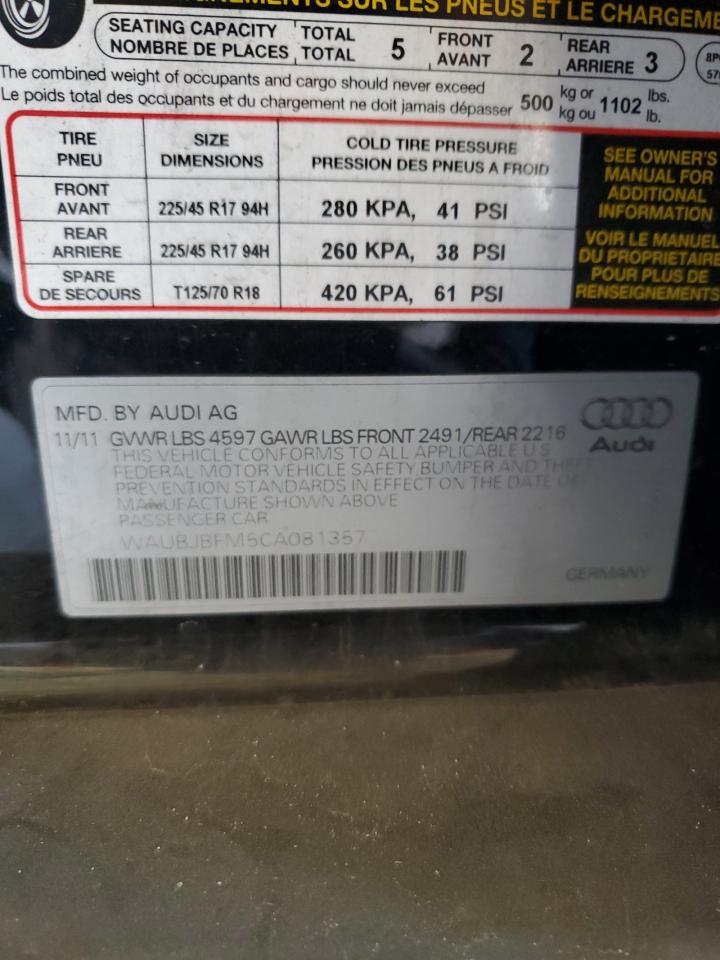 SUR LES PNEUS ET LE CHARGEME
SEATING CAPACITY TOTAL 5 FRONT 2 REAR 3
NOMBRE DE PLACES TOTAL AVANT ARRIERE
The combined weight of occupants and cargo should never exceed 500 kg or 1102 lbs.
Le poids total des occupants et du chargement ne doit jamais dépasser kg ou lb.
TIRE SIZE COLD TIRE PRESSURE
PNEU DIMENSIONS PRESSION DES PNEUS A FROID
FRONT
AVANT 225/45 R17 94H 280 KPA, 41 PSI
REAR
ARRIERE 225/45 R17 94H 260 KPA, 38 PSI
SPARE
DE SECOURS T125/70 R18 420 KPA, 61 PSI
SEE OWNER'S
MANUAL FOR
ADDITIONAL
INFORMATION
VOIR LE MANUEL
DU PROPRIETAIRE
POUR PLUS DE
RENSEIGNEMENTS
MFD. BY AUDI AG
11/11 GVWR LBS 4597 GAWR LBS FRONT 2491/REAR 2216
Audi
THIS VEHICLE CONFORMS TO ALL APPLICABLE U S
FEDERAL MOTOR VEHICLE SAFETY BUMPER AND THEFT
PREVENTION STANDARDS IN EFFECT ON THE DATE OF
MANUFACTURE SHOWN ABOVE
PASSENGER CAR
WAUBJBFM5CA081357
GERMANY